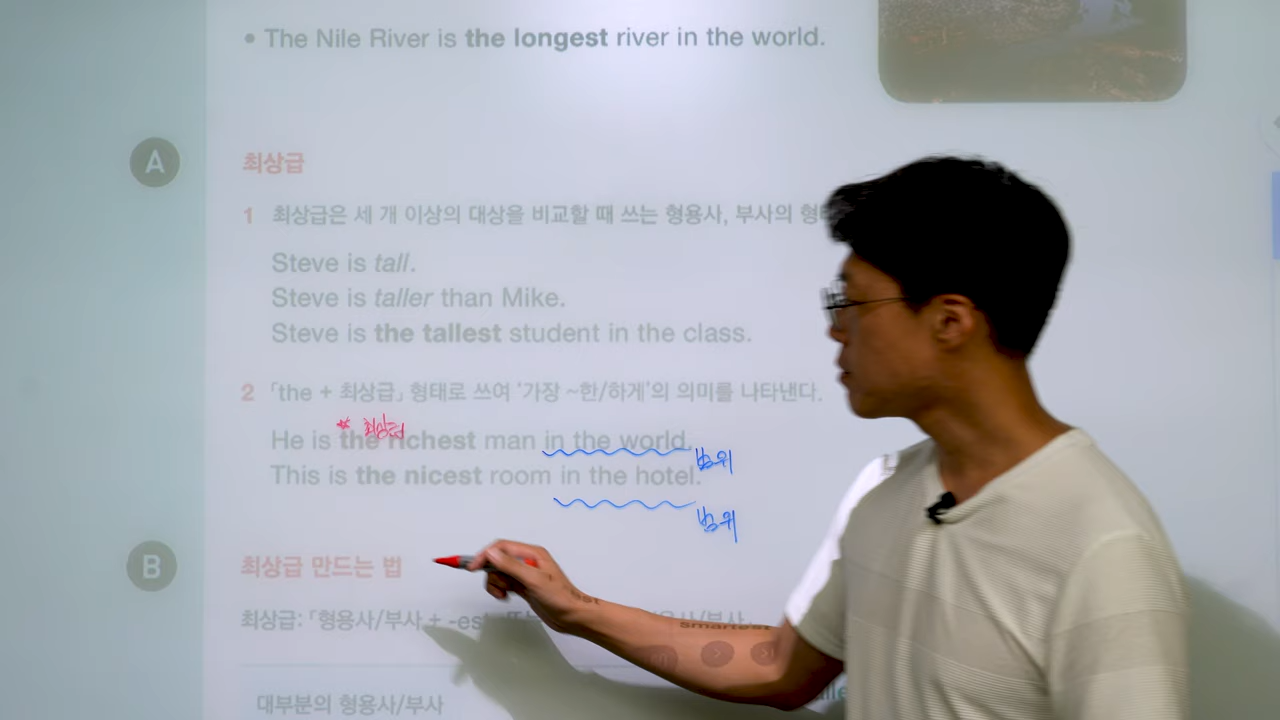 • The Nile River is the longest river in the world.
A
최상급
1 최상급은 세 개 이상의 대상을 비교할 때 쓰는 형용사, 부사의
Steve is tall.
Steve is taller than Mike.
Steve is the tallest student in the class.
2 「the + 최상급」 형태로 쓰여 '가장 ~한/하게'의 의미를 나타낸다.
* 최상급
He is the richest man in the world.
범위
This is the nicest room in the hotel.
범위
B
최상급 만드는 법
최상급: 「형용사/부사 + -est
smartest
대부분의 형용사/부사